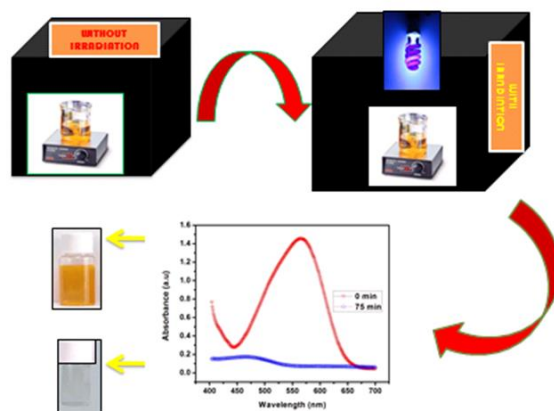 WITHOUT
IRRADIATION
WITH
IRRADIATION
1.6
1.4
1.2
1.0
0.8
0.6
0.4
0.2
0.0
Absorbance (a.u)
0 min
75 min
400 450 500 550 600 650 700
Wavelength (nm)